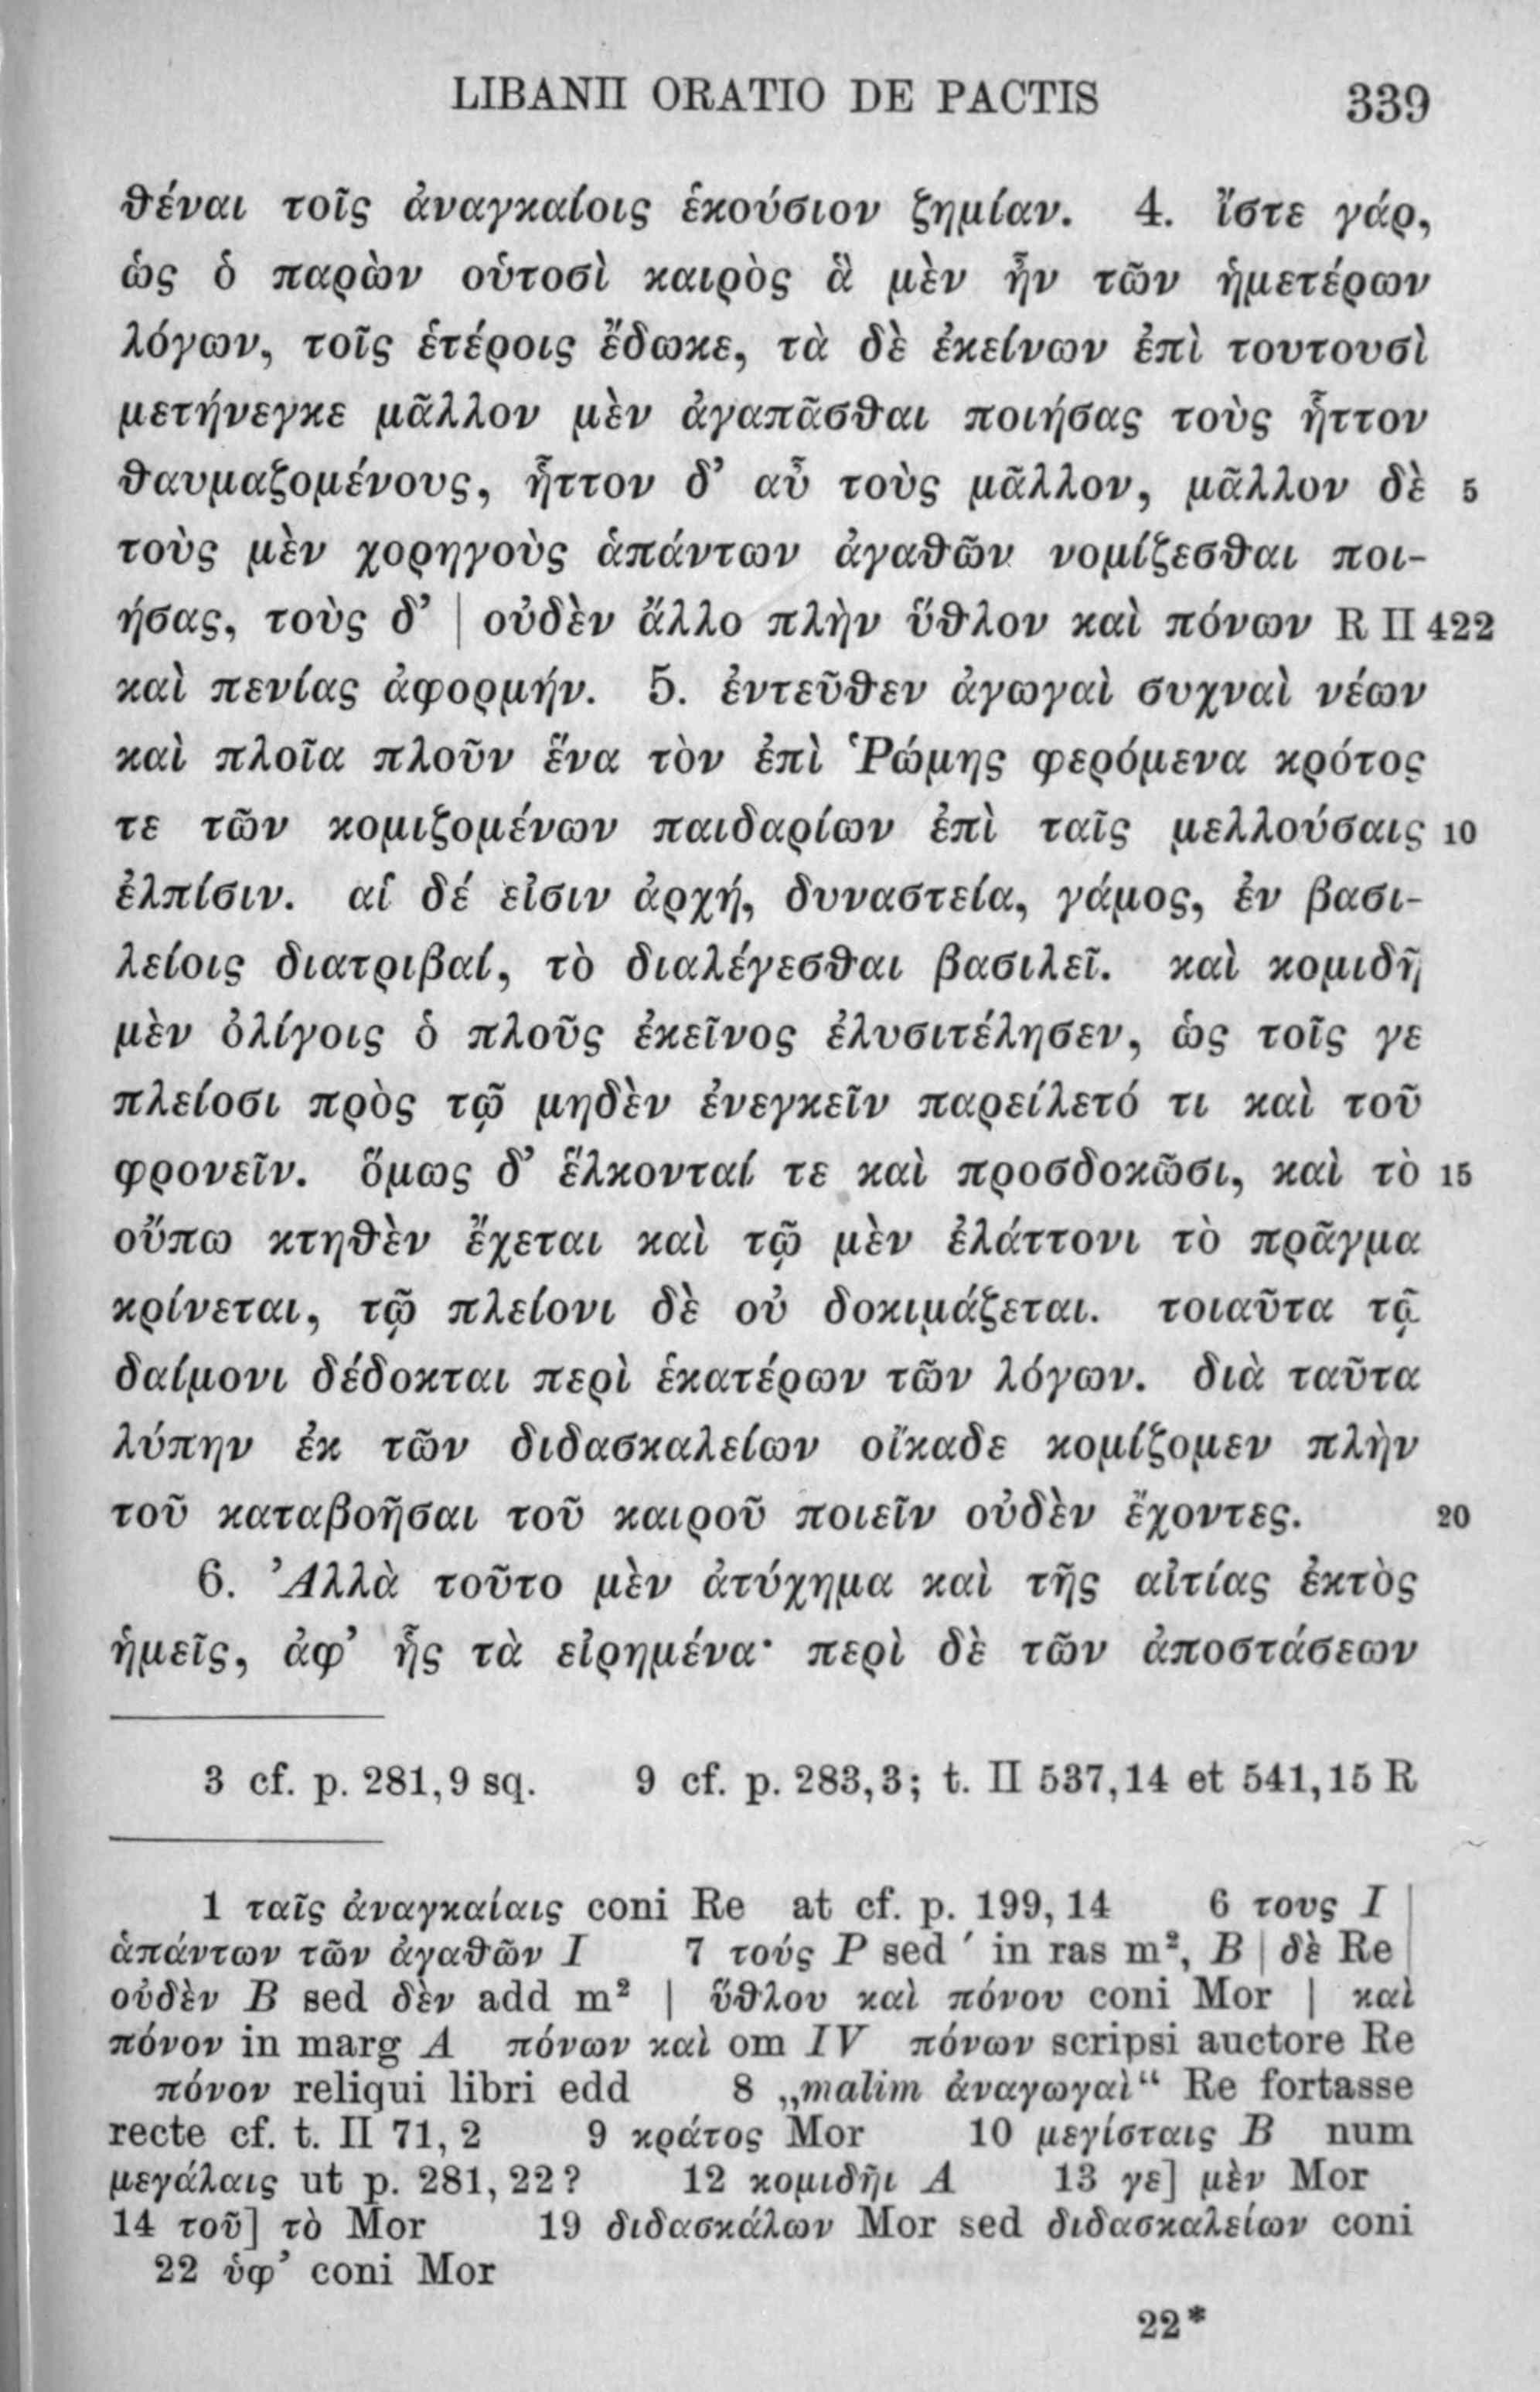 LIBANII ORATIO DE PACTIS 339
θέναι τοῖς ἀναγκαίοις ἑκούσιον ζημίαν. 4. ἴστε γάρ,
ὡς ὁ παρὼν οὑτοσὶ καιρὸς ἃ μὲν ἦν τῶν ἡμετέρων
λόγων, τοῖς ἑτέροις ἔδωκε, τὰ δὲ ἐκείνων ἐπὶ τουτουσὶ
μετήνεγκε μᾶλλον μὲν ἀγαπᾶσθαι ποιήσας τοὺς ἧττον
θαυμαζομένους, ἧττον δ’ αὖ τοὺς μᾶλλον, μᾶλλον δὲ 5
τοὺς μὲν χορηγοὺς ἁπάντων ἀγαθῶν νομίζεσθαι ποι-
ήσας, τοὺς δ’ | οὐδὲν ἄλλο πλὴν ὕθλον καὶ πόνων R II 422
καὶ πενίας ἀφορμήν. 5. ἐντεῦθεν ἀγωγαὶ συχναὶ νέων
καὶ πλοῖα πλοῦν ἕνα τὸν ἐπὶ Ῥώμης φερόμενα κρότος
τε τῶν κομιζομένων παιδαρίων ἐπὶ ταῖς μελλούσαις 10
ἐλπίσιν. αἱ δέ εἰσιν ἀρχή, δυναστεία, γάμος, ἐν βασι-
λείοις διατριβαί, τὸ διαλέγεσθαι βασιλεῖ. καὶ κομιδῇ
μὲν ὀλίγοις ὁ πλοῦς ἐκεῖνος ἐλυσιτέλησεν, ὡς τοῖς γε
πλείοσι πρὸς τῷ μηδὲν ἐνεγκεῖν παρείλετό τι καὶ τοῦ
φρονεῖν. ὅμως δ’ ἕλκονταί τε καὶ προσδοκῶσι, καὶ τὸ 15
οὔπω κτηθὲν ἔχεται καὶ τῷ μὲν ἐλάττονι τὸ πρᾶγμα
κρίνεται, τῷ πλείονι δὲ οὐ δοκιμάζεται. τοιαῦτα τῷ
δαίμονι δέδοκται περὶ ἑκατέρων τῶν λόγων. διὰ ταῦτα
λύπην ἐκ τῶν διδασκαλείων οἴκαδε κομίζομεν πλὴν
τοῦ καταβοῆσαι τοῦ καιροῦ ποιεῖν οὐδὲν ἔχοντες. 20
6. Ἀλλὰ τοῦτο μὲν ἀτύχημα καὶ τῆς αἰτίας ἐκτὸς
ἡμεῖς, ἀφ’ ἧς τὰ εἰρημένα· περὶ δὲ τῶν ἀποστάσεων
3 cf. p. 281,9 sq. 9 cf. p. 283,3; t. II 537,14 et 541,15 R
1 ταῖς ἀναγκαίαις coni Re at cf. p. 199,14 6 τους I |
ἁπάντων τῶν ἀγαθῶν I 7 τούς P sed ´ in ras m², B | δὲ Re |
οὐδὲν B sed δὲν add m² | ὕθλου καὶ πόνου coni Mor | καὶ
πόνον in marg A πόνων καὶ om IV πόνων scripsi auctore Re
πόνον reliqui libri edd 8 „malim ἀναγωγαὶ“ Re fortasse
recte cf. t. II 71, 2 9 κράτος Mor 10 μεγίσταις B num
μεγάλαις ut p. 281, 22? 12 κομιδῆι A 13 γε] μὲν Mor
14 τοῦ] τὸ Mor 19 διδασκάλων Mor sed διδασκαλείων coni
22 ὑφ’ coni Mor
22*